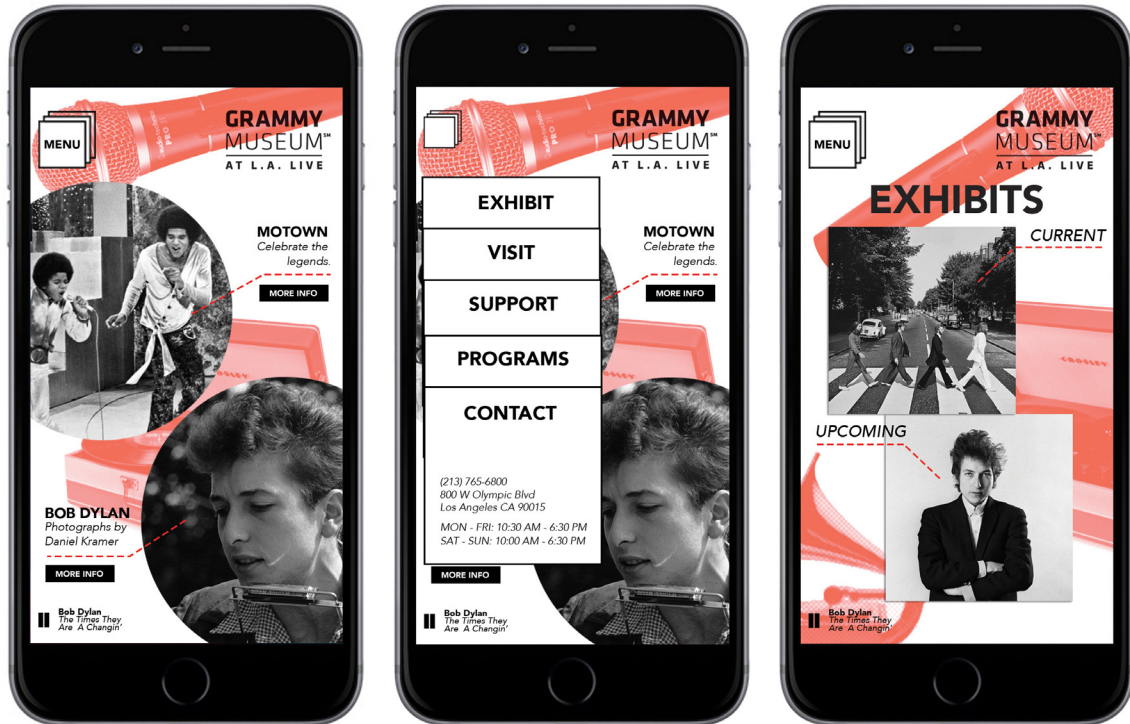 MENU
GRAMMY
MUSEUM℠
AT L.A. LIVE
PRO
MOTOWN
Celebrate the
legends.
MORE INFO
BOB DYLAN
Photographs by
Daniel Kramer
MORE INFO
Bob Dylan
The Times They
Are A Changin'
GRAMMY
MUSEUM℠
AT L.A. LIVE
PRO
EXHIBIT
VISIT
SUPPORT
PROGRAMS
CONTACT
(213) 765-6800
800 W Olympic Blvd
Los Angeles CA 90015
MON - FRI: 10:30 AM - 6:30 PM
SAT - SUN: 10:00 AM - 6:30 PM
MOTOWN
Celebrate the
legends.
MORE INFO
CROSLEY
MORE INFO
Bob Dylan
The Times They
Are A Changin'
MENU
GRAMMY
MUSEUM℠
AT L.A. LIVE
EXHIBITS
CURRENT
CROSLEY
UPCOMING
Bob Dylan
The Times They
Are A Changin'